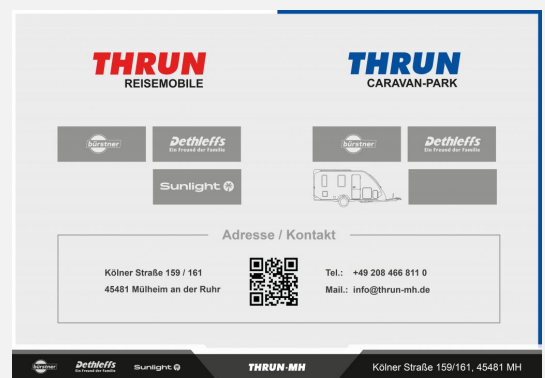 THRUN
REISEMOBILE
THRUN
CARAVAN-PARK
bürstner
Dethleffs
Ein Freund der Familie
bürstner
Dethleffs
Ein Freund der Familie
Sunlight
Adresse / Kontakt
Kölner Straße 159 / 161
45481 Mülheim an der Ruhr
Tel.: +49 208 466 811 0
Mail.: info@thrun-mh.de
bürstner
Dethleffs
Ein Freund der Familie
Sunlight
THRUN-MH
Kölner Straße 159/161, 45481 MH